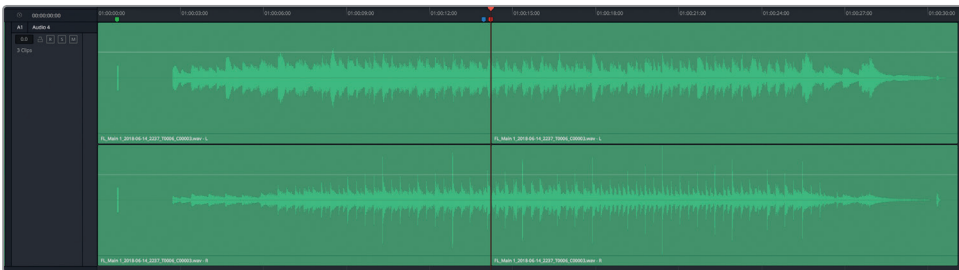 00:00:00:00
01:00:00:00 01:00:03:00 01:00:06:00 01:00:09:00 01:00:12:00 01:00:15:00 01:00:18:00 01:00:21:00 01:00:24:00 01:00:27:00 01:00:30:00
A1 Audio 4
0.0 R S M
3 Clips
FL_Main 1_2018-06-14_2227_T0006_C00003.wav - L FL_Main 1_2018-06-14_2227_T0006_C00003.wav - L
FL_Main 1_2018-06-14_2227_T0006_C00003.wav - R FL_Main 1_2018-06-14_2227_T0006_C00003.wav - R